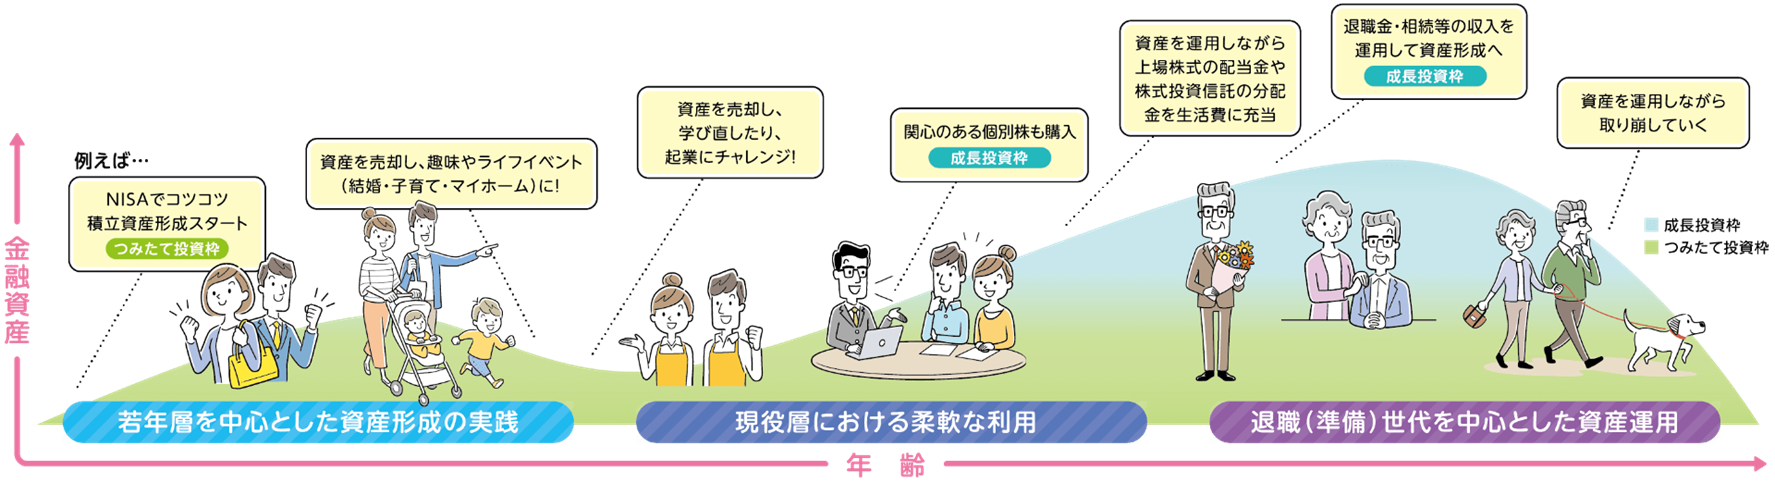 例えば…
NISAでコツコツ
積立資産形成スタート
つみたて投資枠
資産を売却し、趣味やライフイベント
（結婚・子育て・マイホーム）に！
資産を売却し、
学び直したり、
起業にチャレンジ！
関心のある個別株も購入
成長投資枠
資産を運用しながら
上場株式の配当金や
株式投資信託の分配
金を生活費に充当
退職金・相続等の収入を
運用して資産形成へ
成長投資枠
資産を運用しながら
取り崩していく
成長投資枠
つみたて投資枠
金融資産
若年層を中心とした資産形成の実践
現役層における柔軟な利用
退職（準備）世代を中心とした資産運用
年 齢